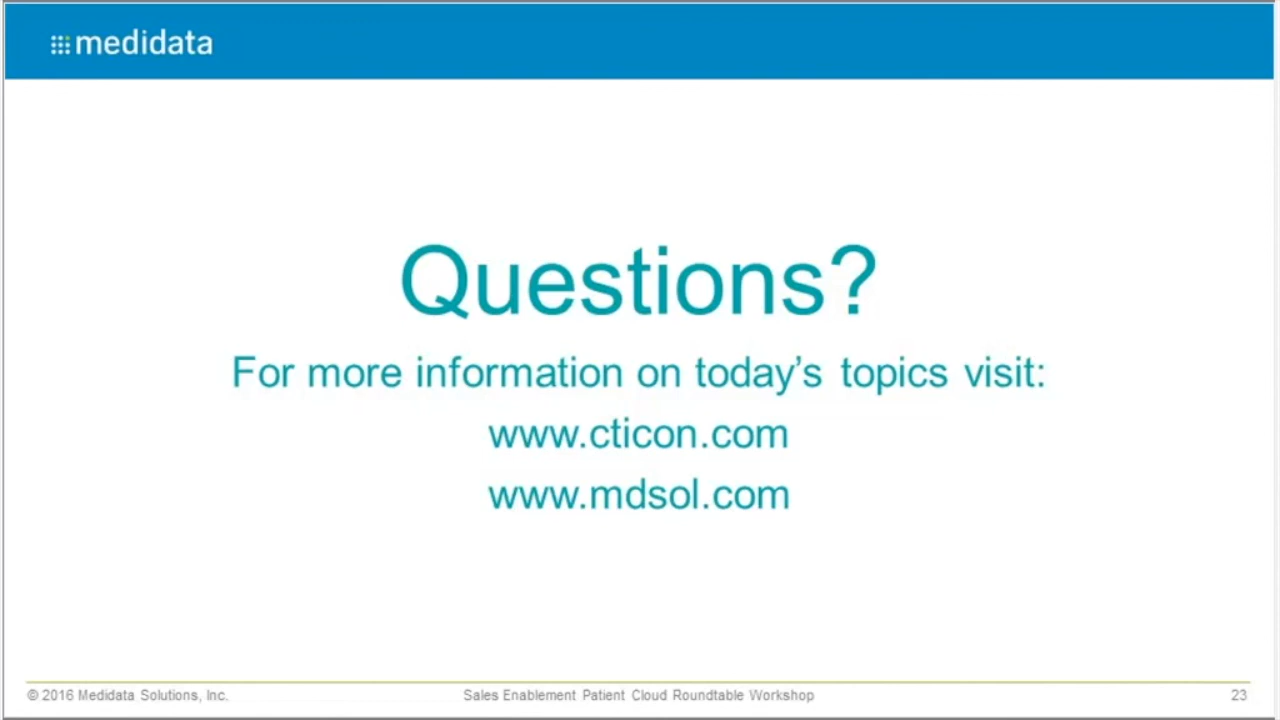 medidata
Questions?
For more information on today's topics visit:
www.cticon.com
www.mdsol.com
© 2016 Medidata Solutions, Inc.
Sales Enablement Patient Cloud Roundtable Workshop
23